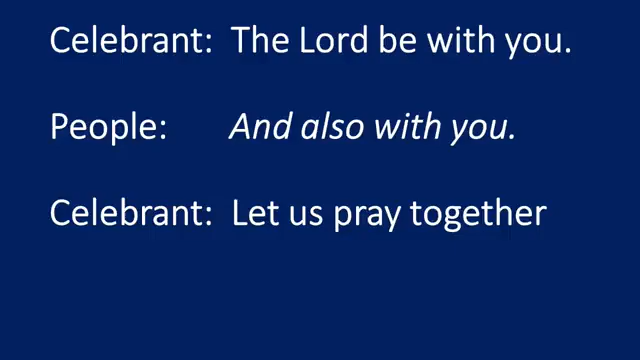 Celebrant: The Lord be with you.
People: And also with you.
Celebrant: Let us pray together